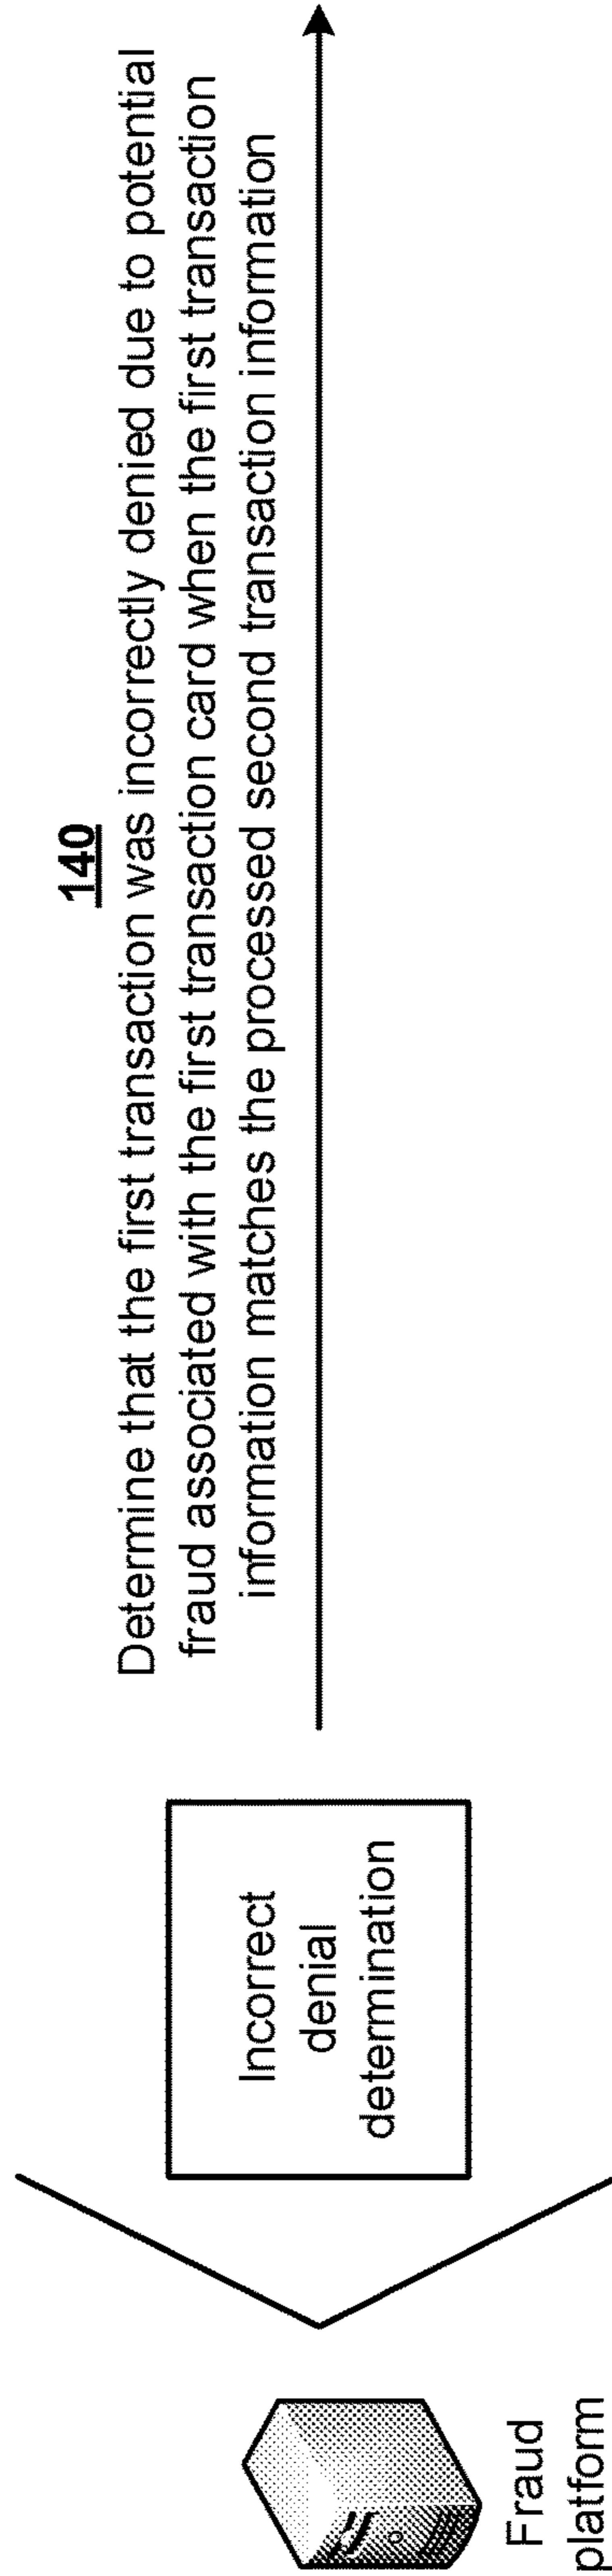 140
Determine that the first transaction was incorrectly denied due to potential
fraud associated with the first transaction card when the first transaction
information matches the processed second transaction information
Incorrect
denial
determination
Fraud
platform